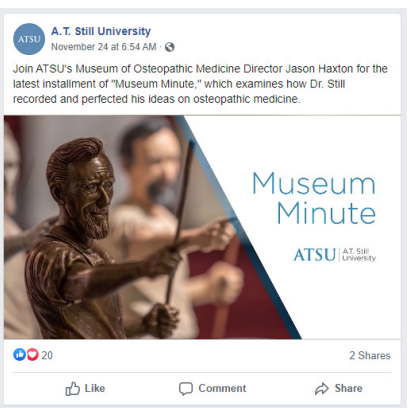 ATSU
A.T. Still University
November 24 at 6:54 AM ·
Join ATSU's Museum of Osteopathic Medicine Director Jason Haxton for the
latest installment of "Museum Minute," which examines how Dr. Still
recorded and perfected his ideas on osteopathic medicine.
Museum
Minute
ATSU A.T. Still
University
20
2 Shares
Like
Comment
Share